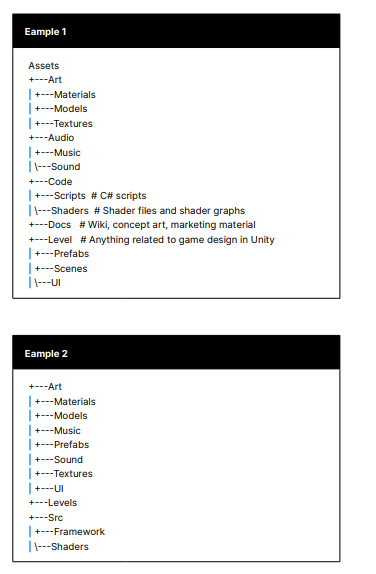 Eample 1
Assets
+---Art
| +---Materials
| +---Models
| +---Textures
+---Audio
| +---Music
| \---Sound
+---Code
| +---Scripts # C# scripts
| \---Shaders # Shader files and shader graphs
+---Docs # Wiki, concept art, marketing material
+---Level # Anything related to game design in Unity
| +---Prefabs
| +---Scenes
| \---UI
Eample 2
+---Art
| +---Materials
| +---Models
| +---Music
| +---Prefabs
| +---Sound
| +---Textures
| +---UI
+---Levels
+---Src
| +---Framework
| \---Shaders